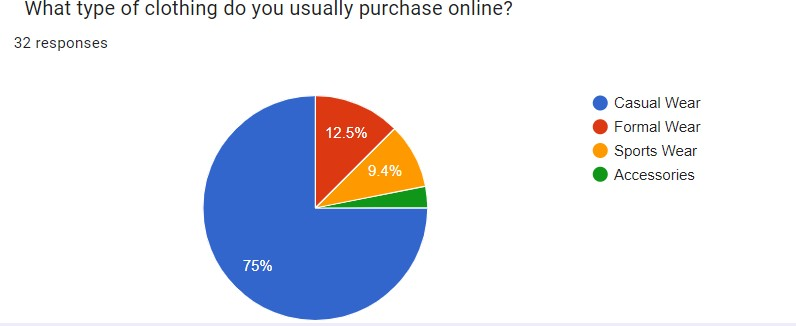 What type of clothing do you usually purchase online?
32 responses
Casual Wear
Formal Wear
Sports Wear
Accessories
12.5%
9.4%
75%